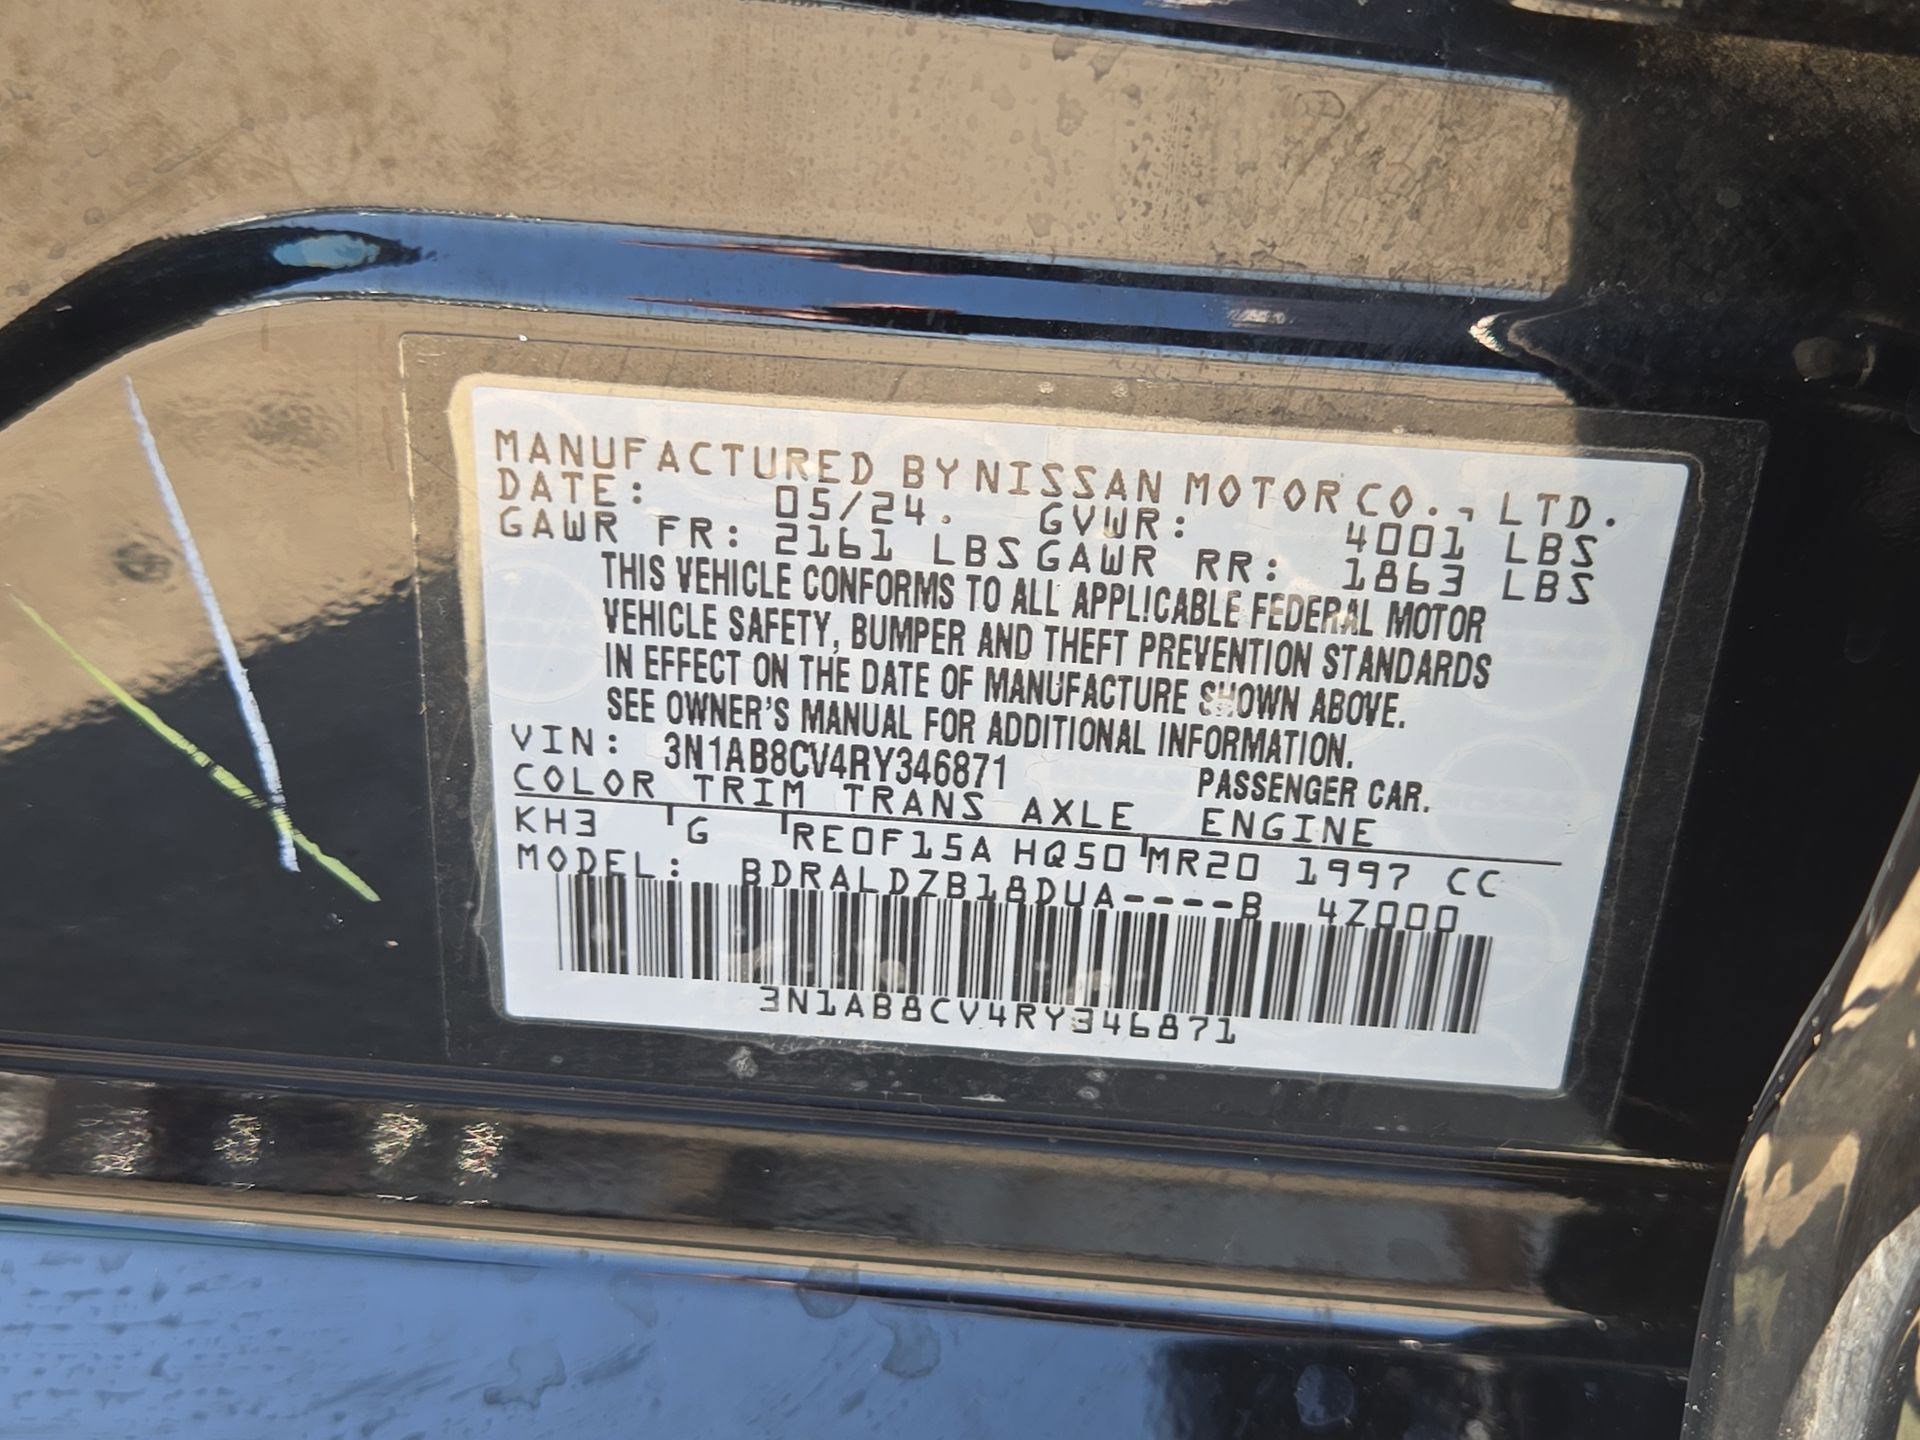 MANUFACTURED BY NISSAN MOTOR CO., LTD.
DATE: 05/24. GVWR: 4001 LBS
GAWR FR: 2161 LBS GAWR RR: 1863 LBS
THIS VEHICLE CONFORMS TO ALL APPLICABLE FEDERAL MOTOR
VEHICLE SAFETY, BUMPER AND THEFT PREVENTION STANDARDS
IN EFFECT ON THE DATE OF MANUFACTURE SHOWN ABOVE.
SEE OWNER'S MANUAL FOR ADDITIONAL INFORMATION.
VIN: 3N1AB8CV4RY346871 PASSENGER CAR.
COLOR TRIM TRANS AXLE ENGINE
KH3 G RE0F15A HQ50 MR20 1997 CC
MODEL: BDRALDZB18DUA----B 4Z000
3N1AB8CV4RY346871